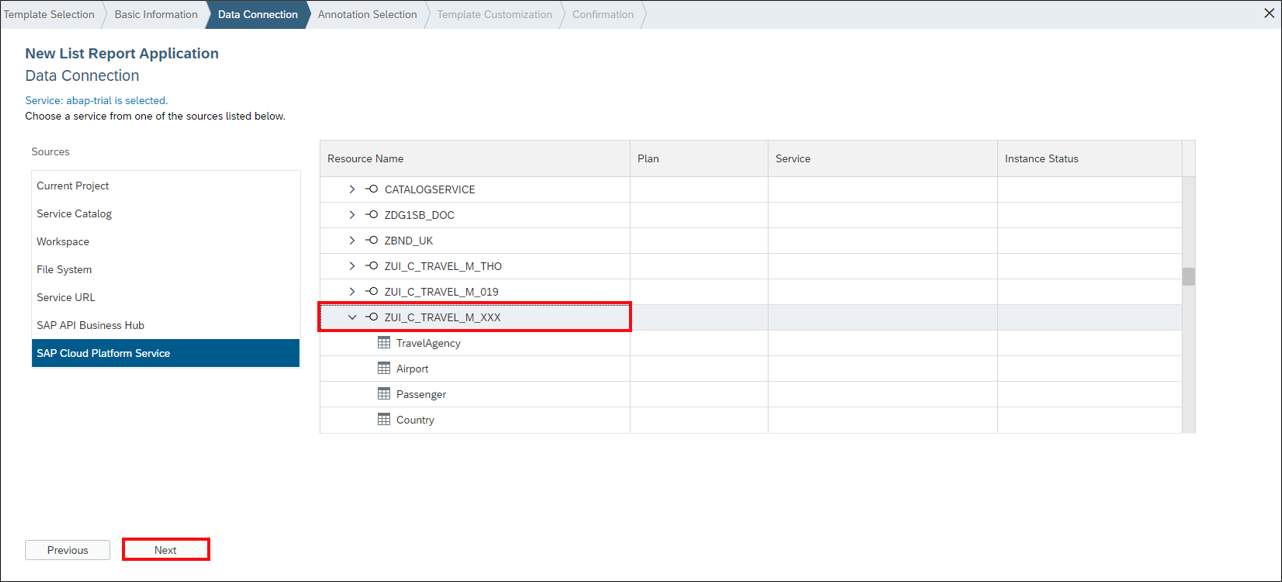 Template Selection Basic Information Data Connection Annotation Selection Template Customization Confirmation
New List Report Application
Data Connection
Service: abap-trial is selected.
Choose a service from one of the sources listed below.
Sources
Current Project
Service Catalog
Workspace
File System
Service URL
SAP API Business Hub
SAP Cloud Platform Service
Resource Name Plan Service Instance Status
CATALOGSERVICE
ZDG1SB_DOC
ZBND_UK
ZUI_C_TRAVEL_M_THO
ZUI_C_TRAVEL_M_019
ZUI_C_TRAVEL_M_XXX
TravelAgency
Airport
Passenger
Country
Previous Next